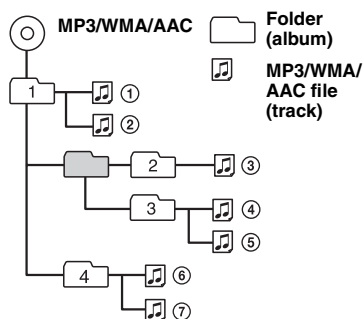 MP3/WMA/AAC
Folder
(album)
MP3/WMA/
AAC file
(track)
1
①
②
2
③
3
④
⑤
4
⑥
⑦